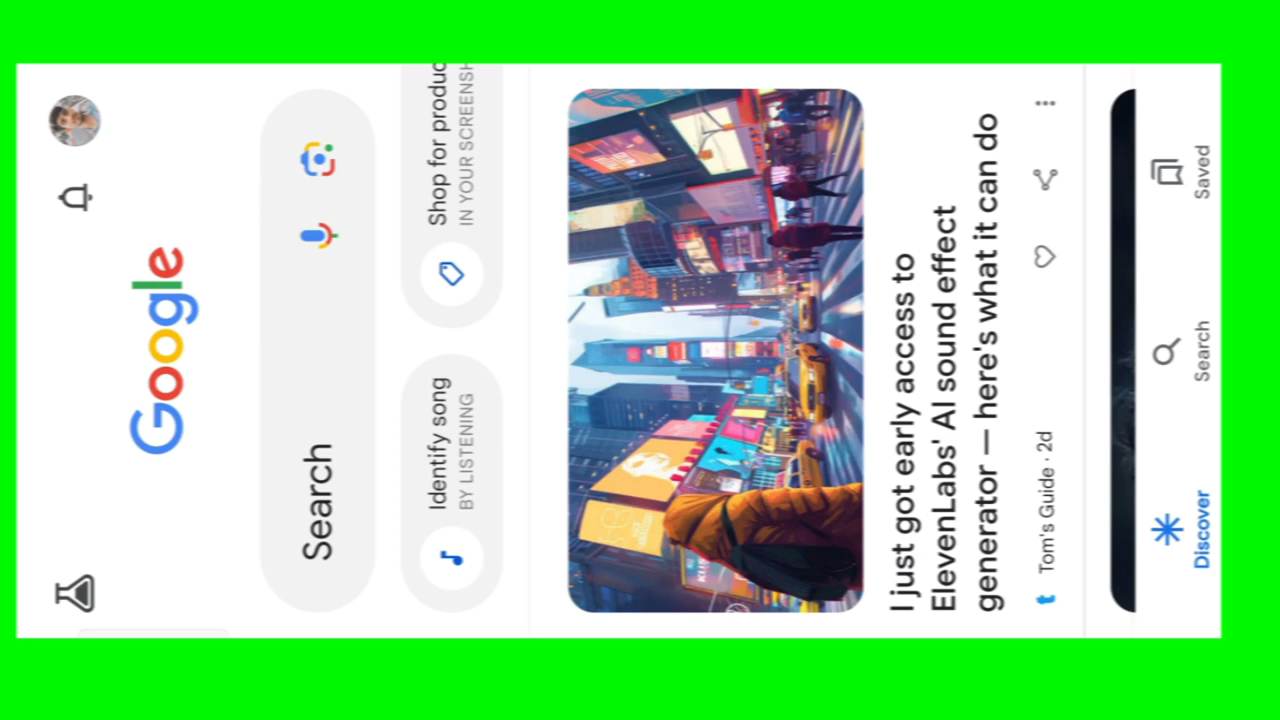 Google
Search
Identify song
BY LISTENING
Shop for produc
IN YOUR SCREENSH
I just got early access to
ElevenLabs' AI sound effect
generator — here's what it can do
Tom's Guide · 2d
Discover
Search
Saved